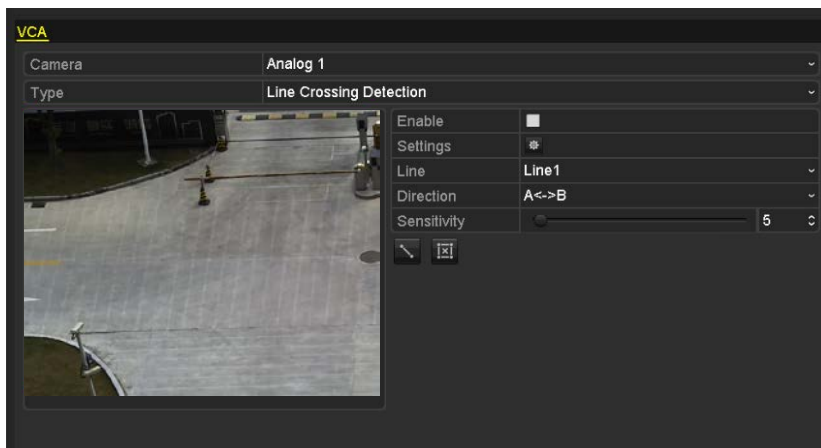 VCA
Camera Analog 1
Type Line Crossing Detection
Enable
Settings
Line Line1
Direction A<->B
Sensitivity 5